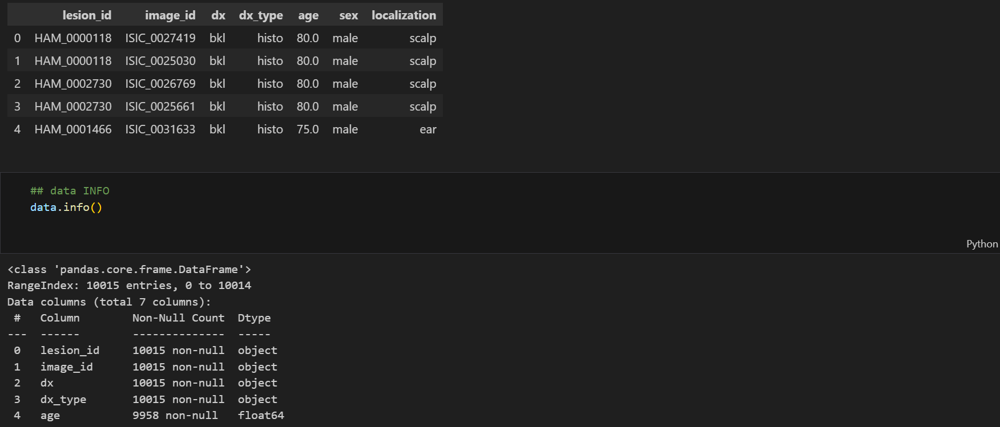 lesion_id image_id dx dx_type age sex localization
0 HAM_0000118 ISIC_0027419 bkl histo 80.0 male scalp
1 HAM_0000118 ISIC_0025030 bkl histo 80.0 male scalp
2 HAM_0002730 ISIC_0026769 bkl histo 80.0 male scalp
3 HAM_0002730 ISIC_0025661 bkl histo 80.0 male scalp
4 HAM_0001466 ISIC_0031633 bkl histo 75.0 male ear
## data INFO
data.info()
Python
<class 'pandas.core.frame.DataFrame'>
RangeIndex: 10015 entries, 0 to 10014
Data columns (total 7 columns):
 #   Column        Non-Null Count  Dtype
---  ------        --------------  -----
 0   lesion_id     10015 non-null  object
 1   image_id      10015 non-null  object
 2   dx            10015 non-null  object
 3   dx_type       10015 non-null  object
 4   age           9958 non-null   float64